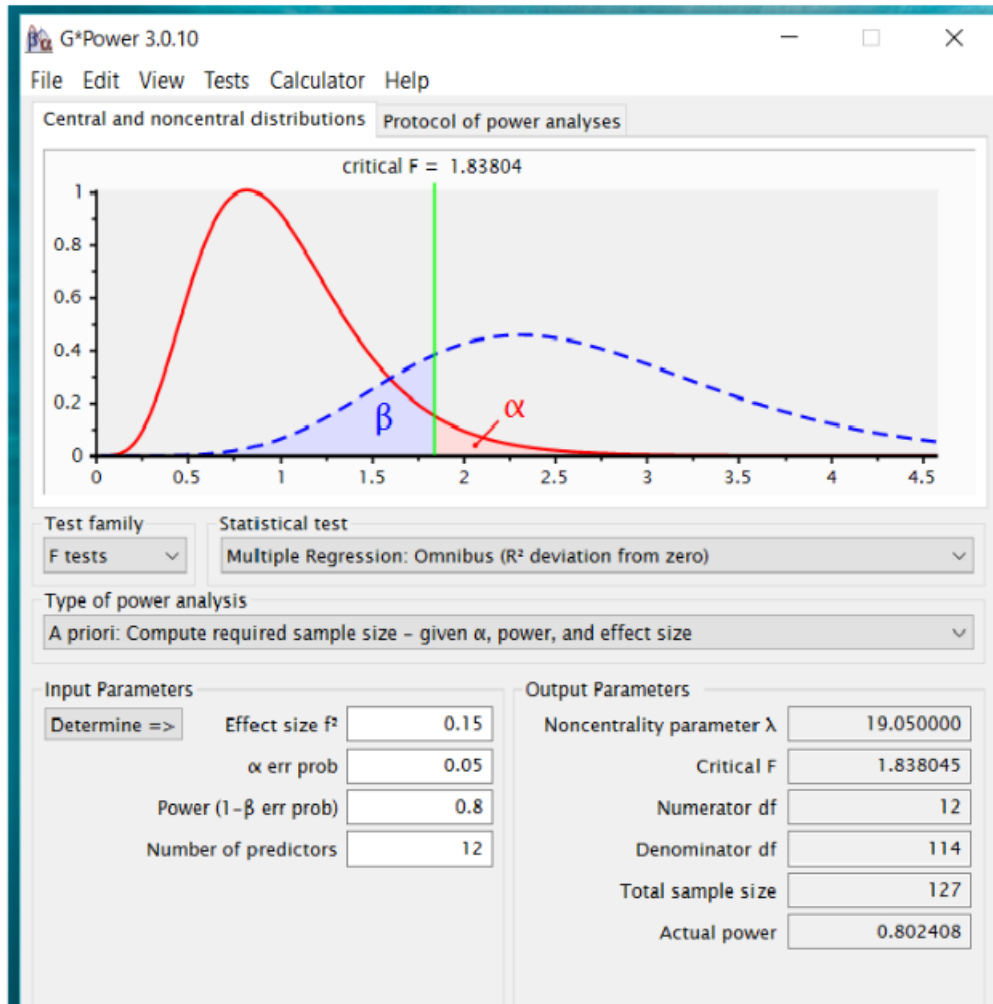 G*Power 3.0.10
File Edit View Tests Calculator Help
Central and noncentral distributions Protocol of power analyses
critical F = 1.83804
1
0.8
0.6
0.4
0.2
0
β
α
0 0.5 1 1.5 2 2.5 3 3.5 4 4.5
Test family Statistical test
F tests Multiple Regression: Omnibus (R² deviation from zero)
Type of power analysis
A priori: Compute required sample size – given α, power, and effect size
Input Parameters
Determine => Effect size f² 0.15
α err prob 0.05
Power (1-β err prob) 0.8
Number of predictors 12
Output Parameters
Noncentrality parameter λ 19.050000
Critical F 1.838045
Numerator df 12
Denominator df 114
Total sample size 127
Actual power 0.802408